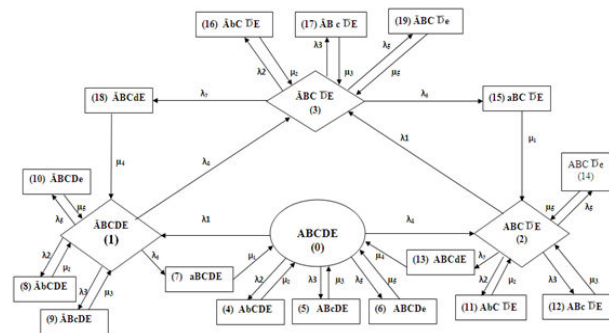 (16) ĀbC D̄E
(17) ĀB c D̄E
(19) ĀBC D̄e
λ2
μ2
λ3
μ3
λ5
μ5
(18) ĀBCdE
λ7
ĀBC D̄E
(3)
λ6
(15) aBC D̄E
μ4
λ4
λ1
μ1
(10) ĀBCDe
μ5
λ5
ABC D̄e
(14)
μ5
λ5
ĀBCDE
(1)
λ1
ABCDE
(0)
λ4
ABC D̄E
(2)
λ2
μ2
λ6
μ1
μ4
(13) ABCdE
λ7
(8) ĀbCDE
λ3
μ3
(7) aBCDE
λ2
μ2
λ3
μ3
λ5
μ5
λ2
μ2
λ3
μ3
(9) ĀBcDE
(4) AbCDE
(5) ABcDE
(6) ABCDe
(11) AbC D̄E
(12) ABc D̄E